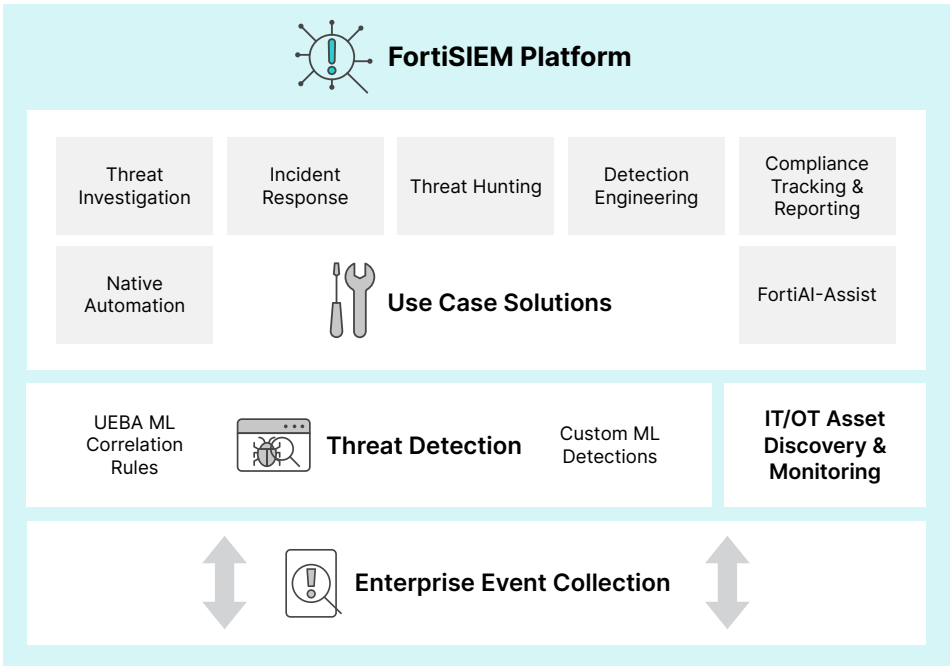 FortiSIEM Platform
Threat
Investigation
Incident
Response
Threat Hunting
Detection
Engineering
Compliance
Tracking &
Reporting
Native
Automation
Use Case Solutions
FortiAI-Assist
UEBA ML
Correlation
Rules
Threat Detection
Custom ML
Detections
IT/OT Asset
Discovery &
Monitoring
Enterprise Event Collection